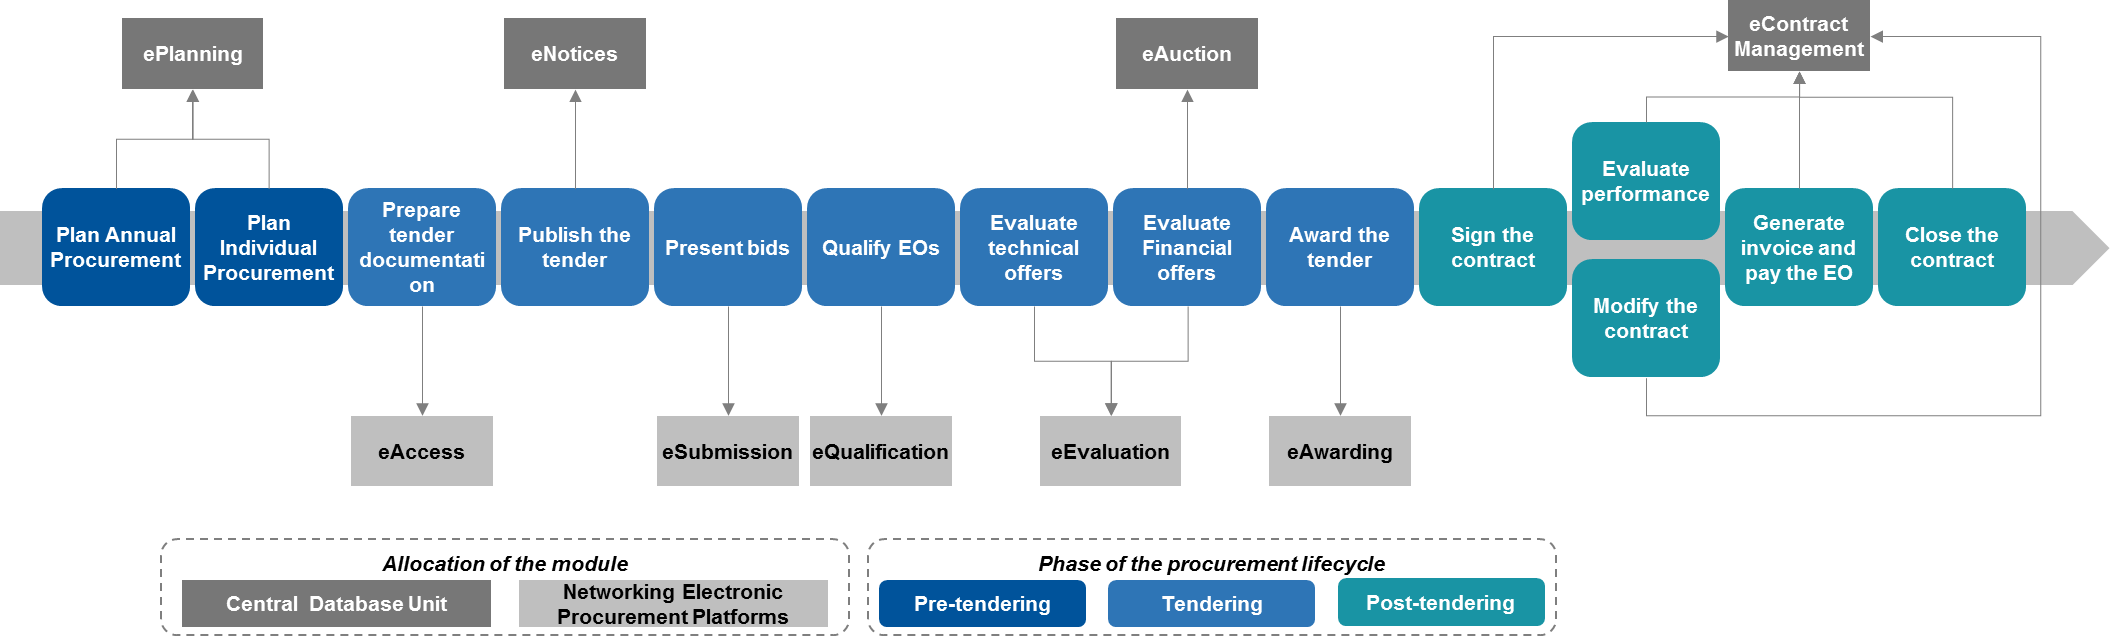 ePlanning
eNotices
eAuction
eContract
Management
Plan Annual
Procurement
Plan
Individual
Procurement
Prepare
tender
documentati
on
Publish the
tender
Present bids
Qualify EOs
Evaluate
technical
offers
Evaluate
Financial
offers
Award the
tender
Sign the
contract
Evaluate
performance
Modify the
contract
Generate
invoice and
pay the EO
Close the
contract
eAccess
eSubmission
eQualification
eEvaluation
eAwarding
Allocation of the module
Central Database Unit
Networking Electronic
Procurement Platforms
Phase of the procurement lifecycle
Pre-tendering
Tendering
Post-tendering